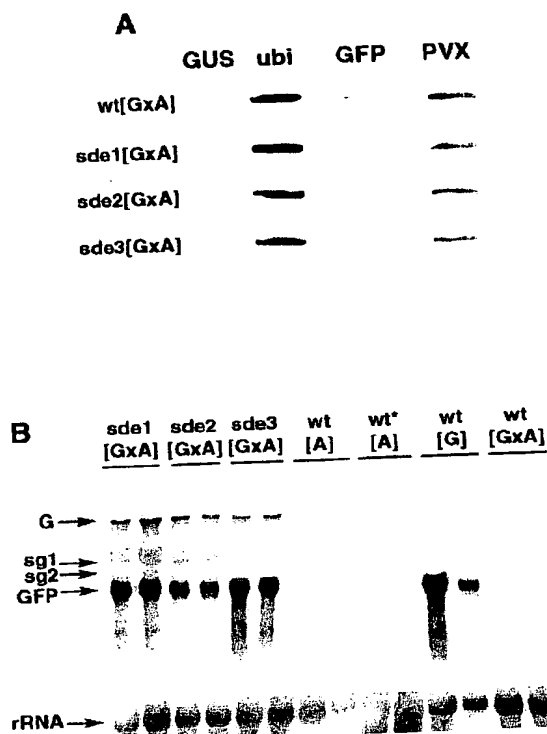 A
GUS ubi GFP PVX
wt[GxA]
sde1[GxA]
sde2[GxA]
sde3[GxA]
B
sde1 sde2 sde3 wt wt* wt wt
[GxA] [GxA] [GxA] [A] [A] [G] [GxA]
G
sg1
sg2
GFP
rRNA